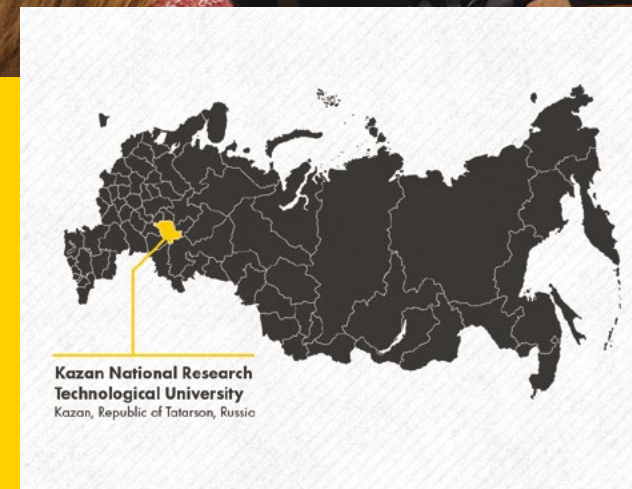 Kazan National Research
Technological University
Kazan, Republic of Tatarson, Russia